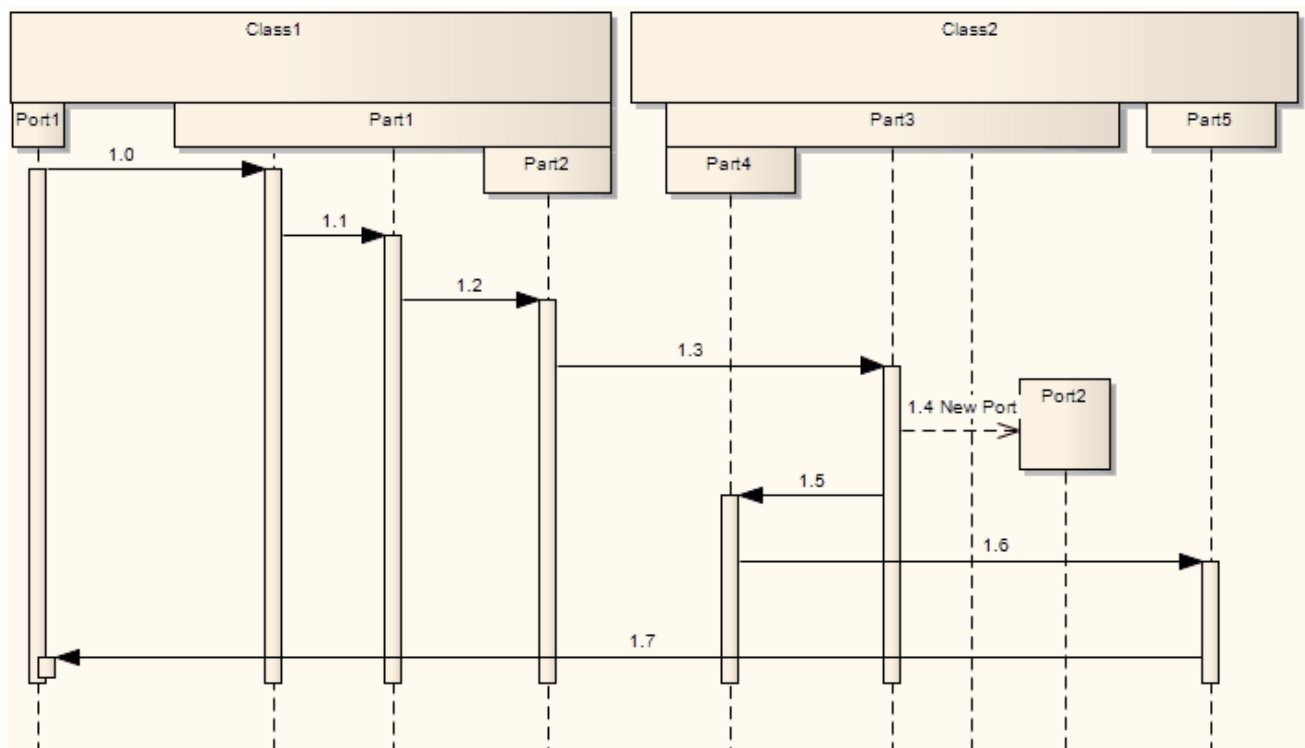 Class1
Class2
Port1
Part1
Part3
Part5
Part2
Part4
1.0
1.1
1.2
1.3
1.4 New Port
Port2
1.5
1.6
1.7